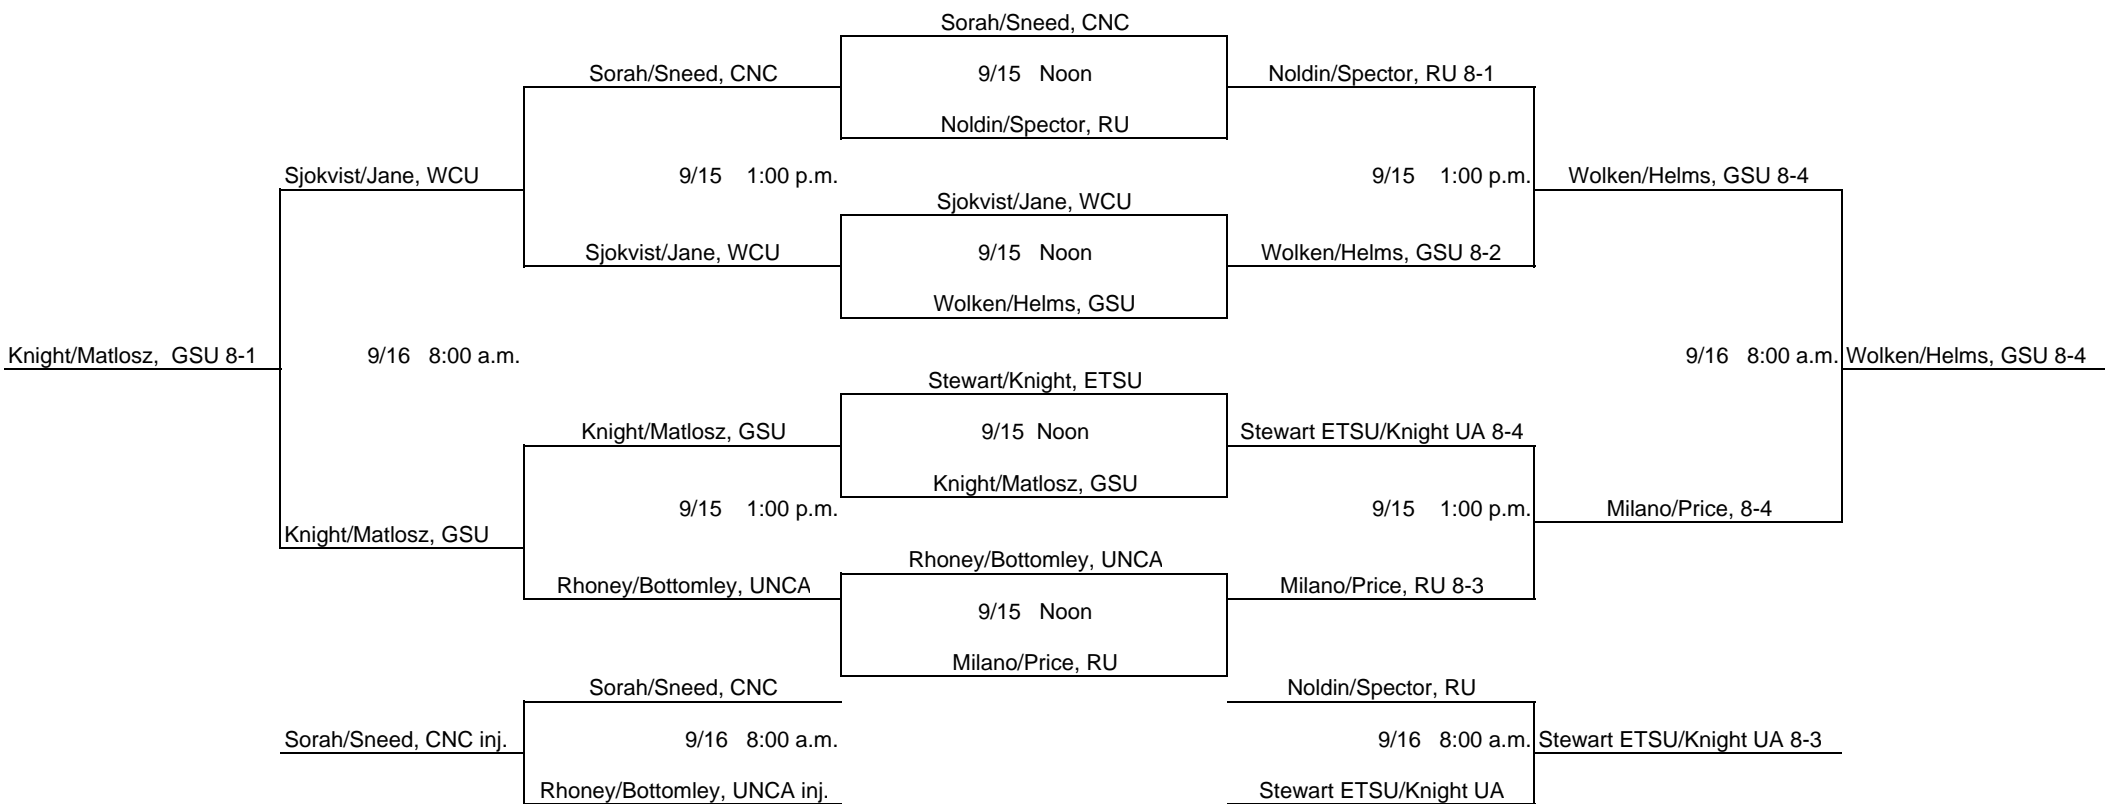 Sorah/Sneed, CNC
Sorah/Sneed, CNC 9/15 Noon Noldin/Spector, RU 8-1
Noldin/Spector, RU
Sjokvist/Jane, WCU 9/15 1:00 p.m. 9/15 1:00 p.m. Wolken/Helms, GSU 8-4
Sjokvist/Jane, WCU
Sjokvist/Jane, WCU 9/15 Noon Wolken/Helms, GSU 8-2
Wolken/Helms, GSU
Knight/Matlosz, GSU 8-1 9/16 8:00 a.m. 9/16 8:00 a.m. Wolken/Helms, GSU 8-4
Stewart/Knight, ETSU
Knight/Matlosz, GSU 9/15 Noon Stewart ETSU/Knight UA 8-4
Knight/Matlosz, GSU
9/15 1:00 p.m. 9/15 1:00 p.m. Milano/Price, 8-4
Knight/Matlosz, GSU
Rhoney/Bottomley, UNCA
Rhoney/Bottomley, UNCA Milano/Price, RU 8-3
9/15 Noon
Milano/Price, RU
Sorah/Sneed, CNC Noldin/Spector, RU
Sorah/Sneed, CNC inj. 9/16 8:00 a.m. 9/16 8:00 a.m. Stewart ETSU/Knight UA 8-3
Rhoney/Bottomley, UNCA inj. Stewart ETSU/Knight UA